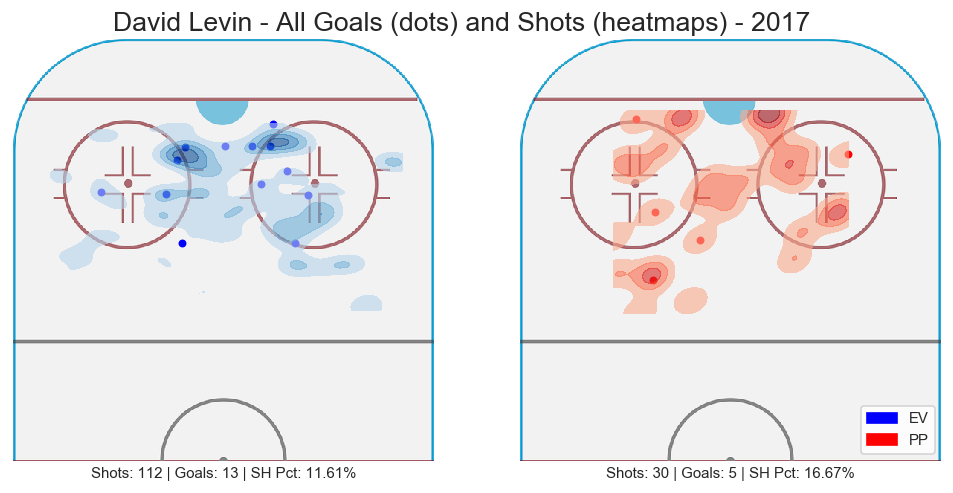 David Levin - All Goals (dots) and Shots (heatmaps) - 2017
EV
PP
Shots: 112 | Goals: 13 | SH Pct: 11.61%
Shots: 30 | Goals: 5 | SH Pct: 16.67%